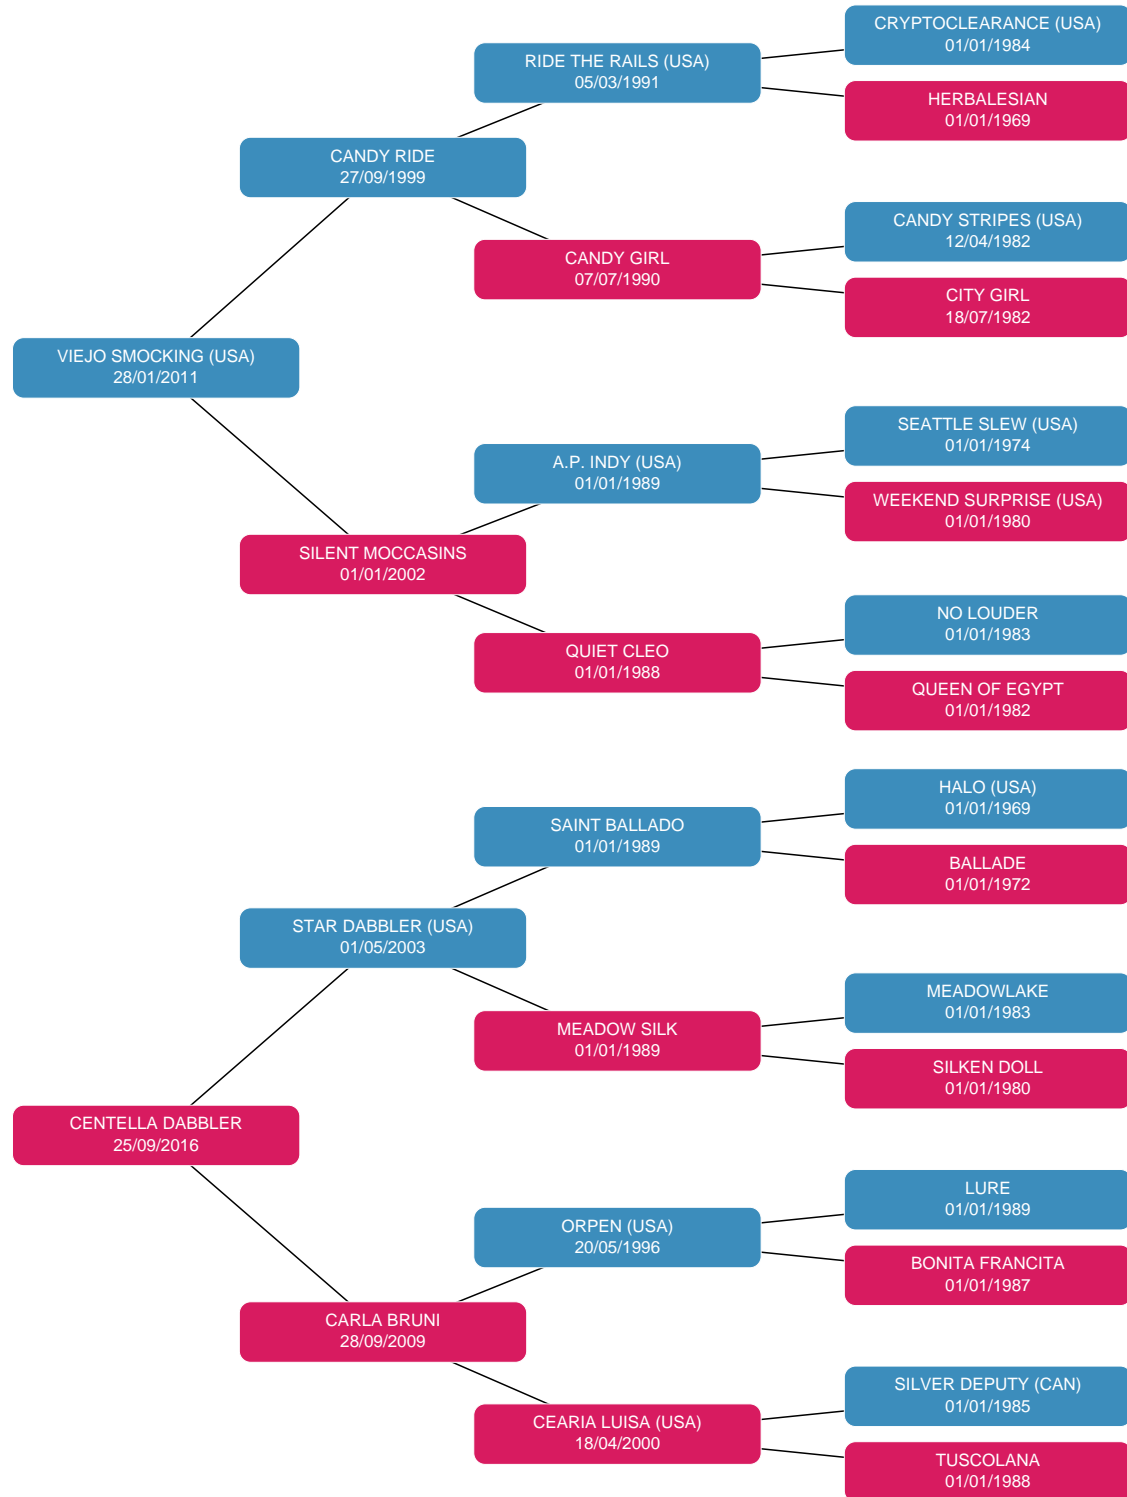 CRYPTOCLEARANCE (USA)
01/01/1984
RIDE THE RAILS (USA)
05/03/1991
HERBALESIAN
01/01/1969
CANDY RIDE
27/09/1999
CANDY STRIPES (USA)
12/04/1982
CANDY GIRL
07/07/1990
CITY GIRL
18/07/1982
VIEJO SMOCKING (USA)
28/01/2011
SEATTLE SLEW (USA)
01/01/1974
A.P. INDY (USA)
01/01/1989
WEEKEND SURPRISE (USA)
01/01/1980
SILENT MOCCASINS
01/01/2002
NO LOUDER
01/01/1983
QUIET CLEO
01/01/1988
QUEEN OF EGYPT
01/01/1982
HALO (USA)
01/01/1969
SAINT BALLADO
01/01/1989
BALLADE
01/01/1972
STAR DABBLER (USA)
01/05/2003
MEADOWLAKE
01/01/1983
MEADOW SILK
01/01/1989
SILKEN DOLL
01/01/1980
CENTELLA DABBLER
25/09/2016
LURE
01/01/1989
ORPEN (USA)
20/05/1996
BONITA FRANCITA
01/01/1987
CARLA BRUNI
28/09/2009
SILVER DEPUTY (CAN)
01/01/1985
CEARIA LUISA (USA)
18/04/2000
TUSCOLANA
01/01/1988